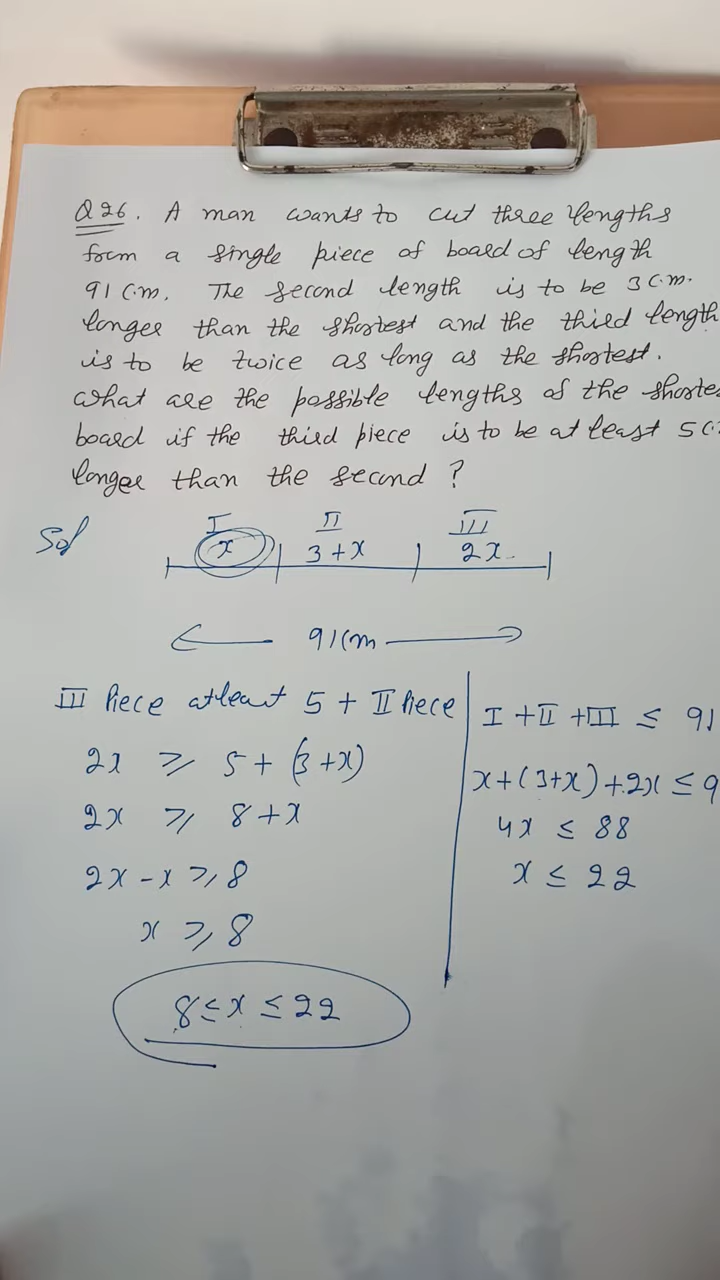 Q 26. A man wants to cut three lengths
from a single piece of board of length
91 cm. The second length is to be 3 cm.
longer than the shortest and the third length
is to be twice as long as the shortest.
What are the possible lengths of the shorte
board if the third piece is to be at least 5 c
longer than the second ?
Sol
I II III
x 3+x 2x
91cm
III Piece atleast 5 + II Piece
2x ≥ 5 + (3+x)
2x ≥ 8+x
2x - x ≥ 8
x ≥ 8
8 ≤ x ≤ 22
I + II + III ≤ 91
x+(3+x)+2x ≤ 9
4x ≤ 88
x ≤ 22